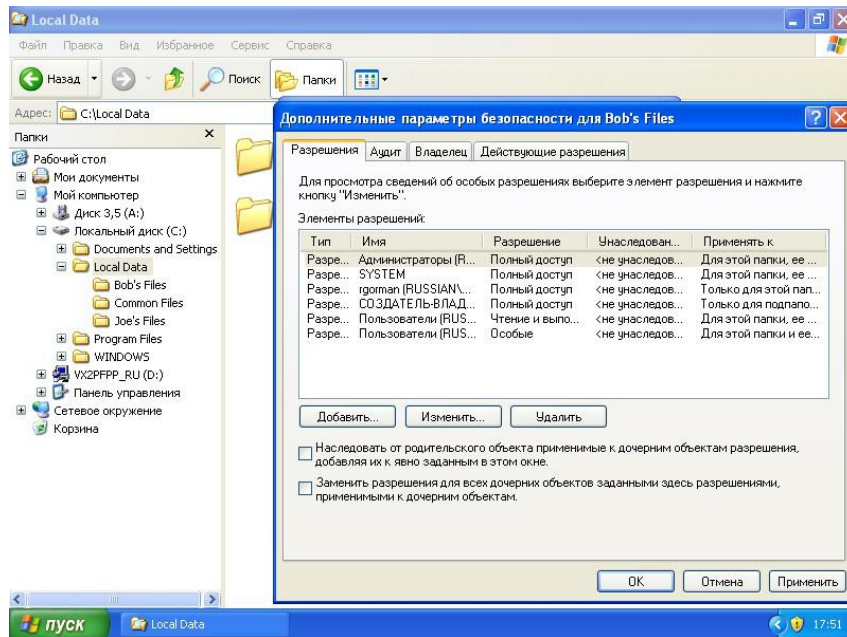 Local Data
Файл Правка Вид Избранное Сервис Справка
Назад Поиск Папки
Адрес: C:\Local Data
Папки
Рабочий стол
Мои документы
Мой компьютер
Диск 3,5 (A:)
Локальный диск (C:)
Documents and Settings
Local Data
Bob's Files
Common Files
Joe's Files
Program Files
WINDOWS
VX2PFPP_RU (D:)
Панель управления
Сетевое окружение
Корзина
Дополнительные параметры безопасности для Bob's Files
Разрешения Аудит Владелец Действующие разрешения
Для просмотра сведений об особых разрешениях выберите элемент разрешения и нажмите
кнопку "Изменить".
Элементы разрешений:
Тип Имя Разрешение Унаследован... Применять к
Разре... Администраторы (R... Полный доступ <не унаследов... Для этой папки, ее ...
Разре... SYSTEM Полный доступ <не унаследов... Для этой папки, ее ...
Разре... rgorman (RUSSIAN\... Полный доступ <не унаследов... Только для этой пап...
Разре... СОЗДАТЕЛЬ-ВЛАД... Полный доступ <не унаследов... Только для подпапо...
Разре... Пользователи (RUS... Чтение и выпо... <не унаследов... Для этой папки, ее ...
Разре... Пользователи (RUS... Особые <не унаследов... Для этой папки и ее...
Добавить... Изменить... Удалить
Наследовать от родительского объекта применимые к дочерним объектам разрешения,
добавляя их к явно заданным в этом окне.
Заменить разрешения для всех дочерних объектов заданными здесь разрешениями,
применимыми к дочерним объектам.
OK Отмена Применить
пуск Local Data 17:51